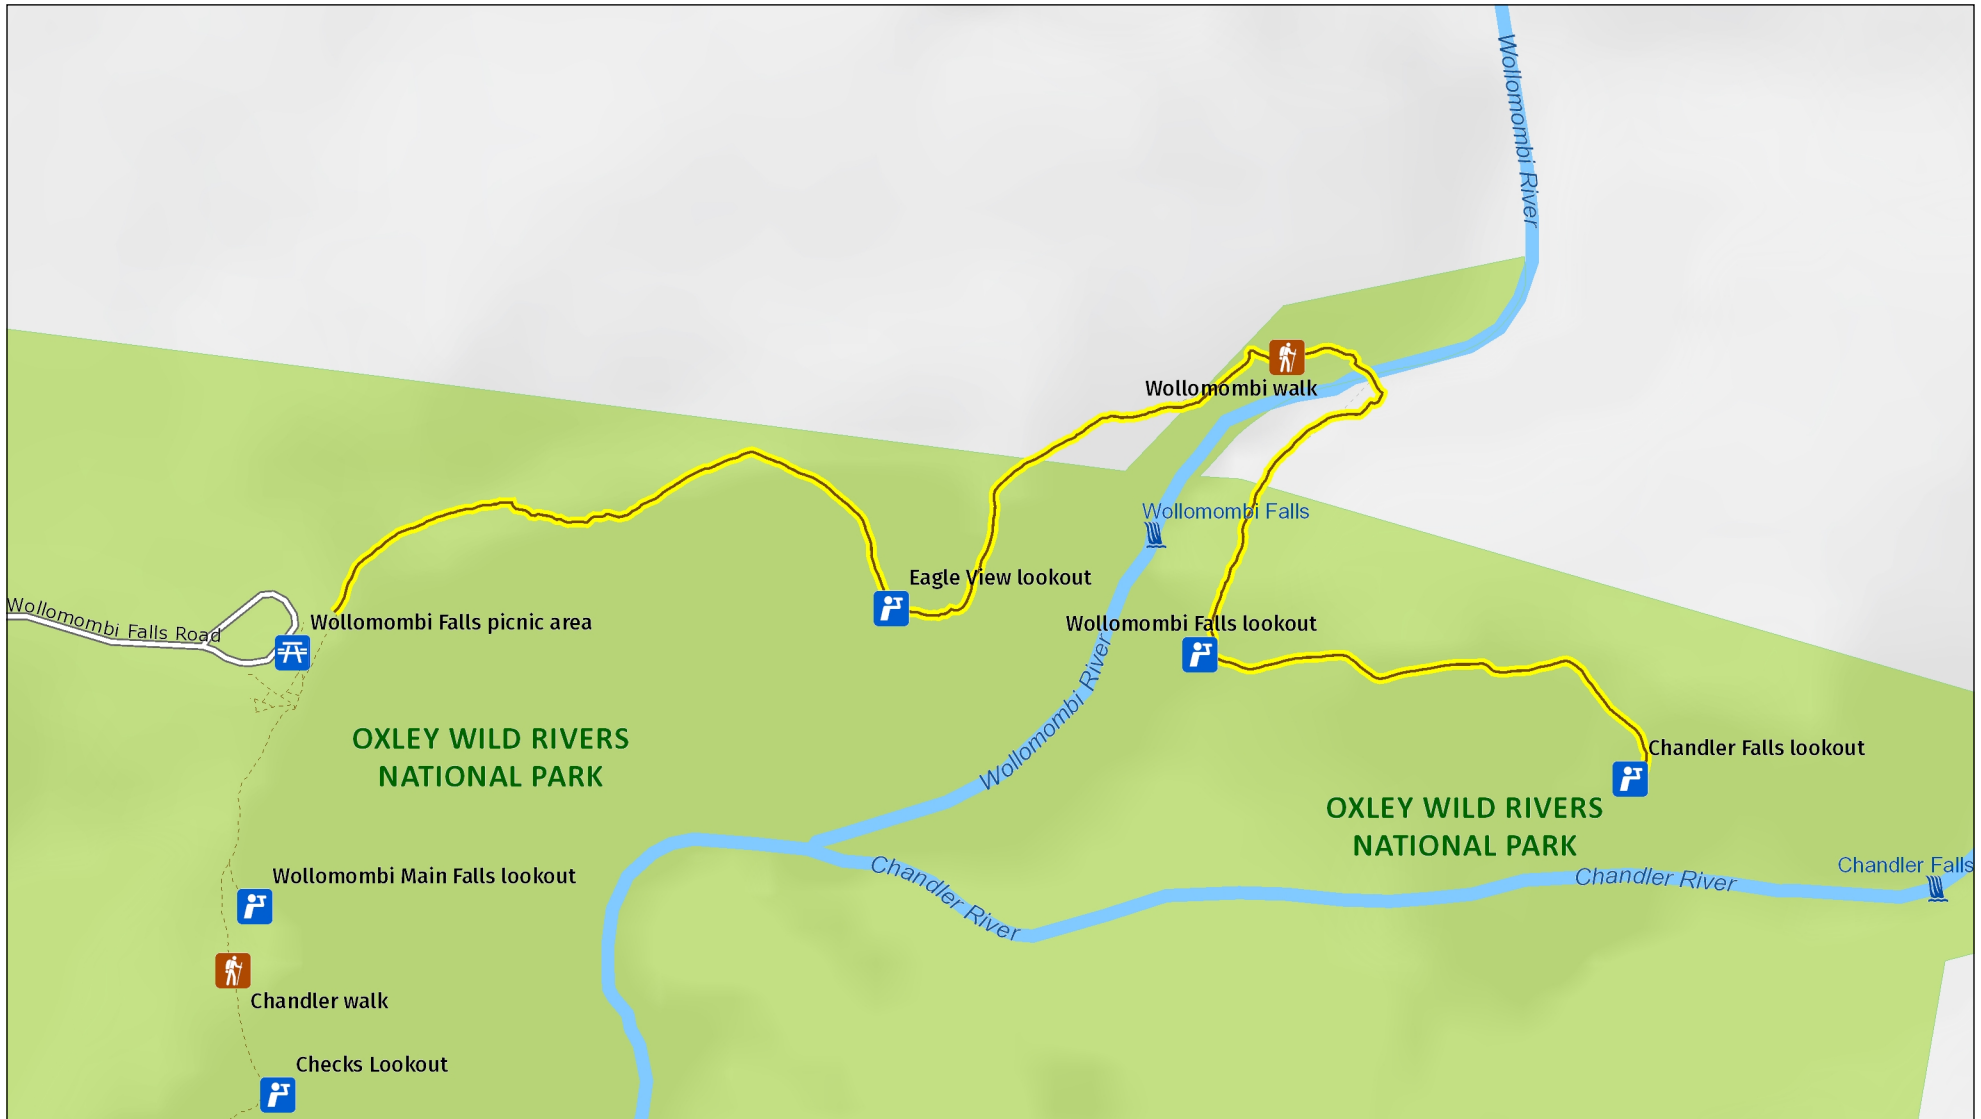 Wollomombi River
Wollomombi walk
Wollomombi Falls
Eagle View lookout
Wollomombi Falls Road
Wollomombi Falls picnic area
Wollomombi Falls lookout
Wollomombi River
OXLEY WILD RIVERS
NATIONAL PARK
Chandler Falls lookout
OXLEY WILD RIVERS
NATIONAL PARK
Chandler River
Chandler River
Chandler Falls
Wollomombi Main Falls lookout
Chandler walk
Checks Lookout